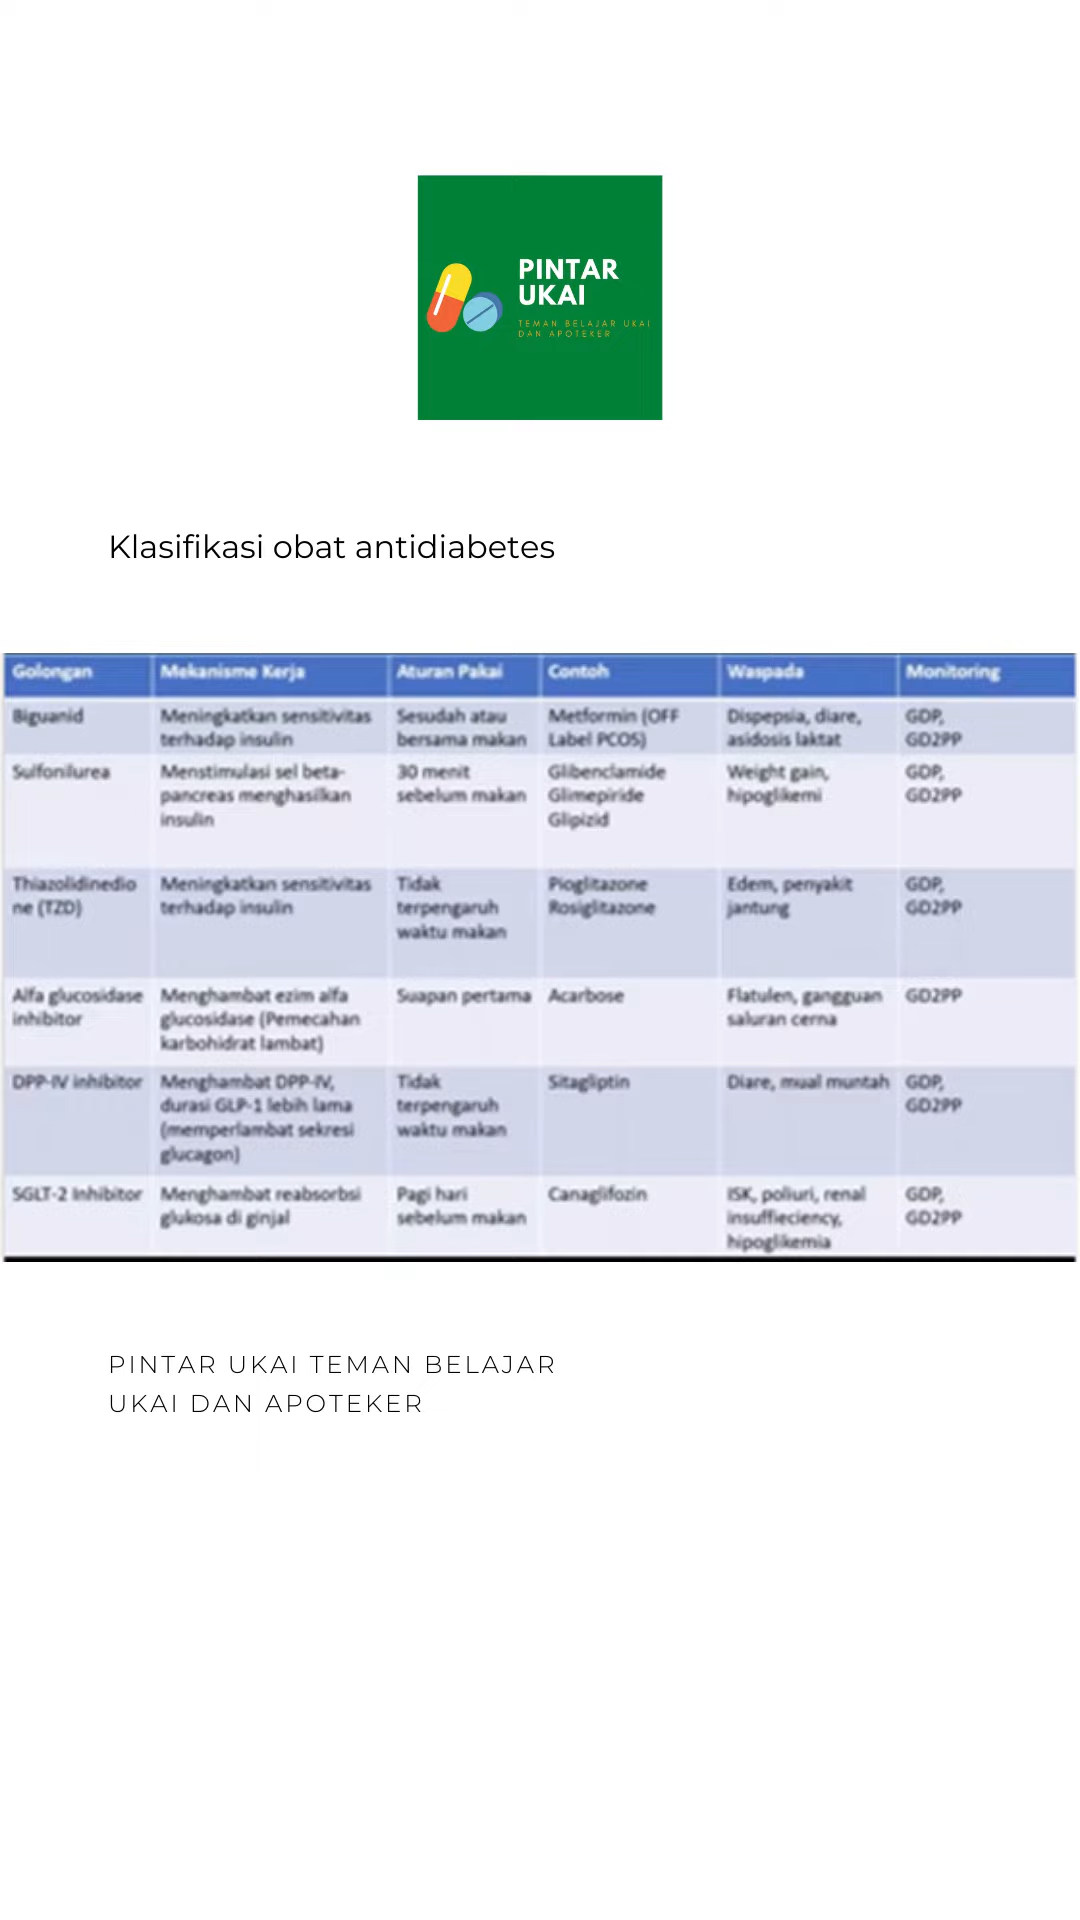 PINTAR
UKAI
TEMAN BELAJAR UKAI
DAN APOTEKER
Klasifikasi obat antidiabetes
Golongan Mekanisme Kerja Aturan Pakai Contoh Waspada Monitoring
Biguanid Meningkatkan sensitivitas Sesudah atau Metformin (OFF Dispepsia, diare, GDP,
terhadap insulin bersama makan Label PCOS) asidosis laktat GD2PP
Sulfonilurea Menstimulasi sel beta- 30 menit Glibenclamide Weight gain, GDP,
pancreas menghasilkan sebelum makan Glimepiride hipoglikemi GD2PP
insulin Glipizid
Thiazolidinedio Meningkatkan sensitivitas Tidak Pioglitazone Edem, penyakit GDP,
ne (TZD) terhadap insulin terpengaruh Rosiglitazone jantung GD2PP
waktu makan
Alfa glucosidase Menghambat ezim alfa Suapan pertama Acarbose Flatulen, gangguan GD2PP
inhibitor glucosidase (Pemecahan saluran cerna
karbohidrat lambat)
DPP-IV inhibitor Menghambat DPP-IV, Tidak Sitagliptin Diare, mual muntah GDP,
durasi GLP-1 lebih lama terpengaruh GD2PP
(memperlambat sekresi waktu makan
glucagon)
SGLT-2 Inhibitor Menghambat reabsorbsi Pagi hari Canaglifozin ISK, poliuri, renal GDP,
glukosa di ginjal sebelum makan insuffieciency, GD2PP
hipoglikemia
PINTAR UKAI TEMAN BELAJAR
UKAI DAN APOTEKER